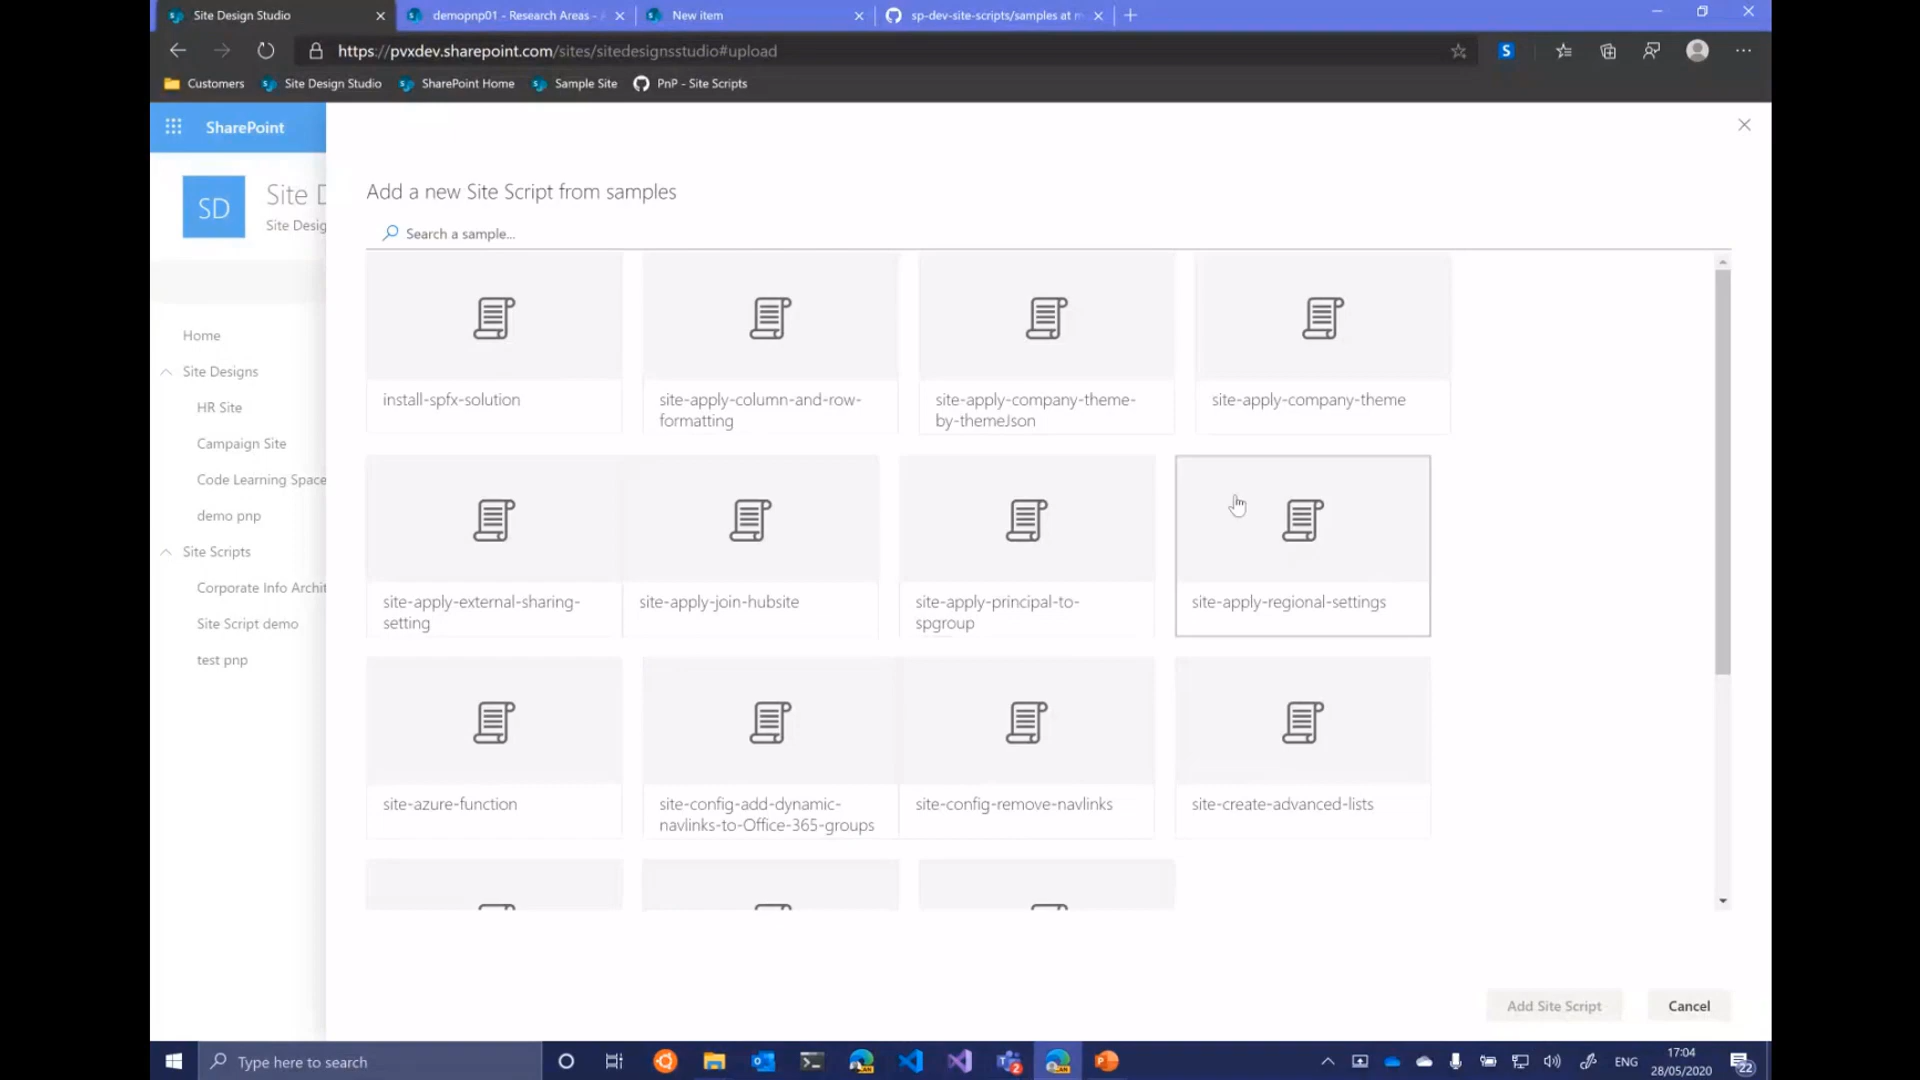 Site Design Studio
demopnp01 - Research Areas -
New item
sp-dev-site-scripts/samples at m
https://pvxdev.sharepoint.com/sites/sitedesignsstudio#upload
S
Customers
Site Design Studio
SharePoint Home
Sample Site
PnP - Site Scripts
SharePoint
SD
Site D
Site Desig
Home
Site Designs
HR Site
Campaign Site
Code Learning Space
demo pnp
Site Scripts
Corporate Info Archit
Site Script demo
test pnp
Add a new Site Script from samples
Search a sample...
install-spfx-solution
site-apply-column-and-row-
formatting
site-apply-company-theme-
by-themeJson
site-apply-company-theme
site-apply-external-sharing-
setting
site-apply-join-hubsite
site-apply-principal-to-
spgroup
site-apply-regional-settings
site-azure-function
site-config-add-dynamic-
navlinks-to-Office-365-groups
site-config-remove-navlinks
site-create-advanced-lists
Add Site Script
Cancel
Type here to search
2
ENG
17:04
28/05/2020
22